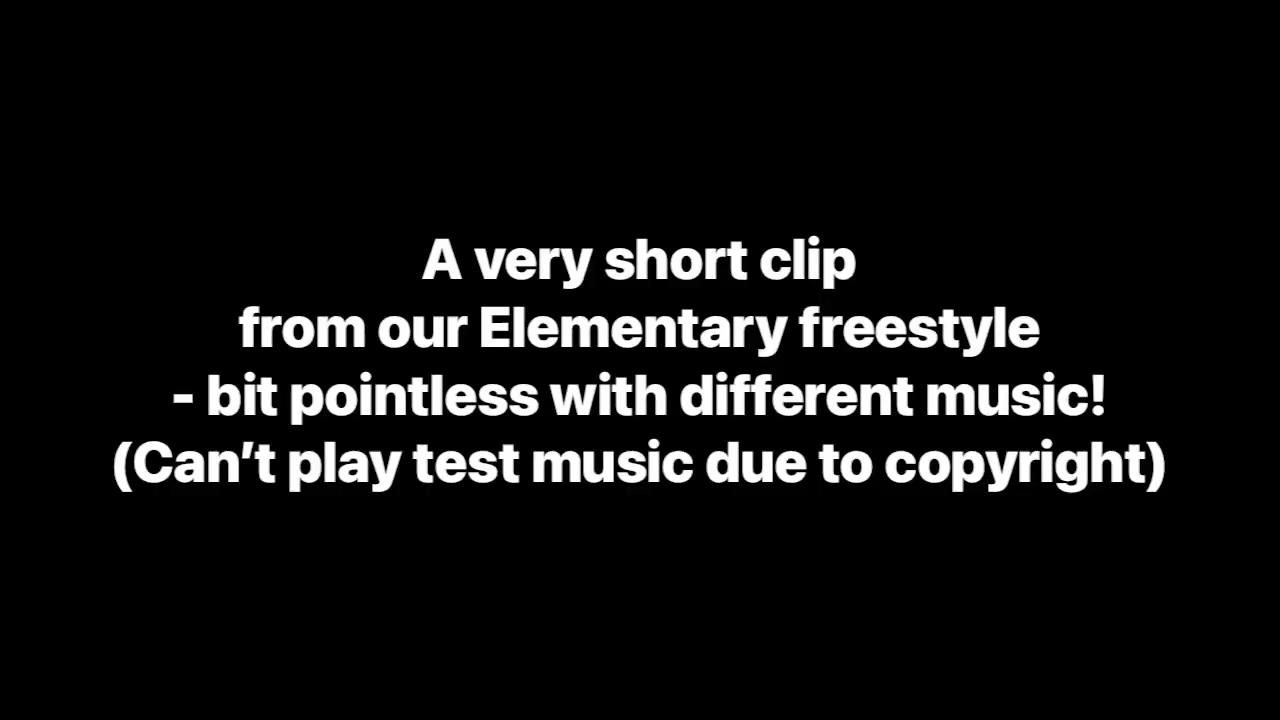 A very short clip
from our Elementary freestyle
- bit pointless with different music!
(Can’t play test music due to copyright)